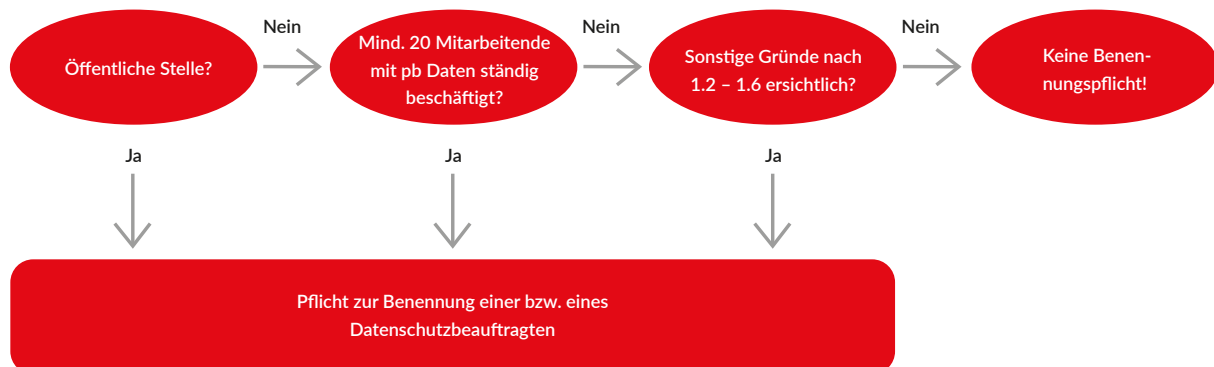 Öffentliche Stelle?
Nein
Mind. 20 Mitarbeitende
mit pb Daten ständig
beschäftigt?
Nein
Sonstige Gründe nach
1.2 – 1.6 ersichtlich?
Nein
Keine Benen-
nungspflicht!
Ja
Ja
Ja
Pflicht zur Benennung einer bzw. eines
Datenschutzbeauftragten